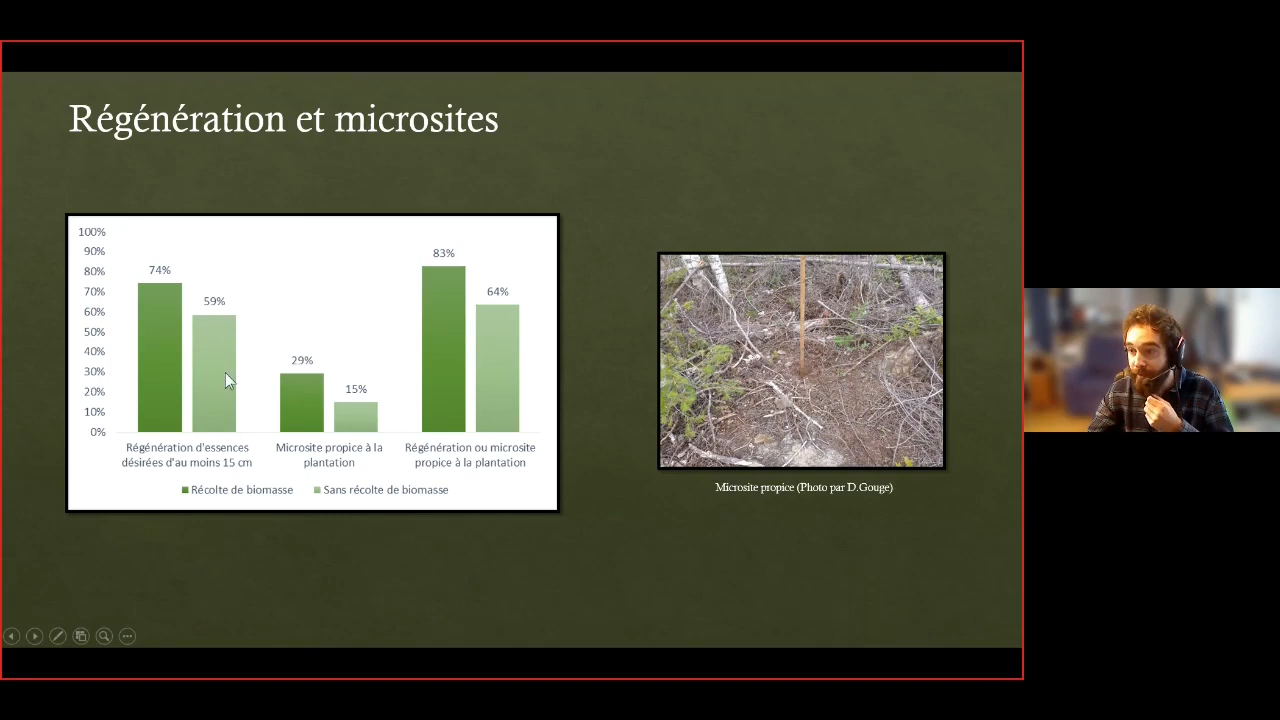 Régénération et microsites
100%
90%
80%
70%
60%
50%
40%
30%
20%
10%
0%
74%
59%
29%
15%
83%
64%
Régénération d'essences
désirées d'au moins 15 cm
Microsite propice à la
plantation
Régénération ou microsite
propice à la plantation
Récolte de biomasse
Sans récolte de biomasse
Microsite propice (Photo par D.Gouge)